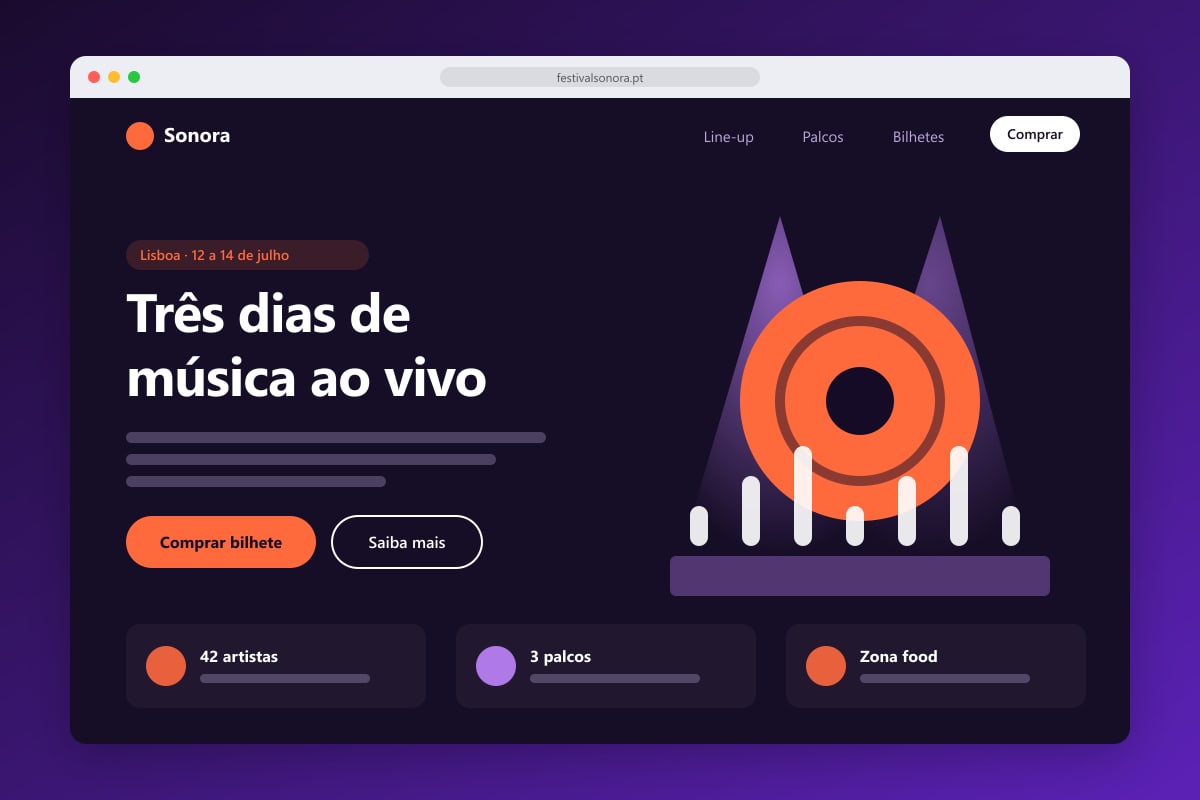 festivalsonora.pt
Sonora
Line-up
Palcos
Bilhetes
Comprar
Lisboa · 12 a 14 de julho
Três dias de
música ao vivo
Comprar bilhete
Saiba mais
42 artistas
3 palcos
Zona food